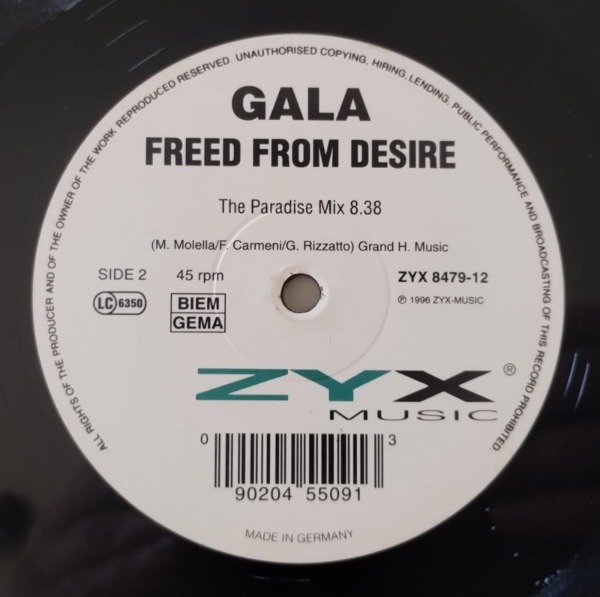 ALL RIGHTS OF THE PRODUCER AND OF THE OWNER OF THE WORK REPRODUCED RESERVED. UNAUTHORISED COPYING, HIRING, LENDING, PUBLIC PERFORMANCE AND BROADCASTING OF THIS RECORD PROHIBITED
GALA
FREED FROM DESIRE
The Paradise Mix 8.38
(M. Molella/F. Carmeni/G. Rizzatto) Grand H. Music
SIDE 2 45 rpm ZYX 8479-12
LC 6350 BIEM ℗ 1996 ZYX-MUSIC
GEMA
ZYX ®
MUSIC
0 3
90204 55091
MADE IN GERMANY